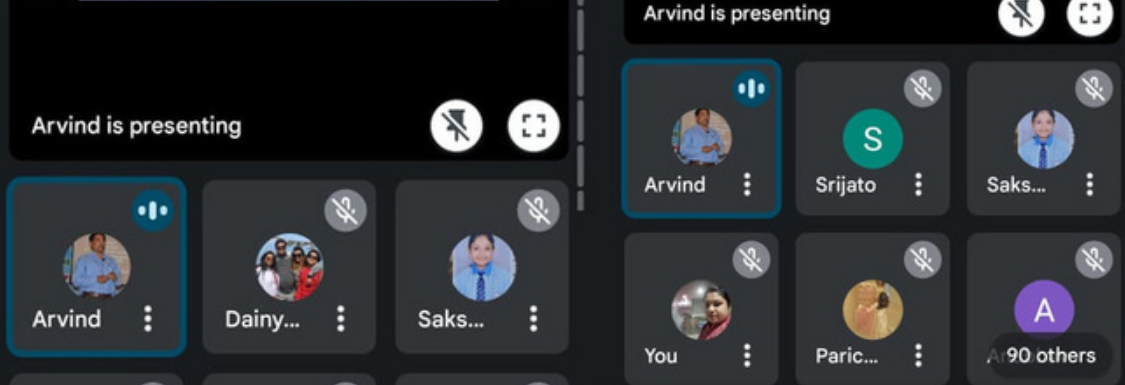 Arvind is presenting
Arvind
Dainy...
Saks...
Arvind is presenting
Arvind
S
Srijato
Saks...
You
Paric...
A
90 others